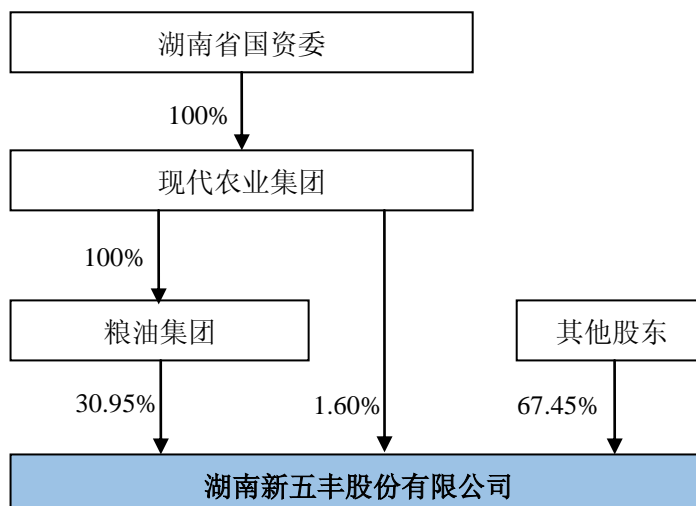 湖南省国资委
100%
现代农业集团
100%
粮油集团
其他股东
30.95%
1.60%
67.45%
湖南新五丰股份有限公司